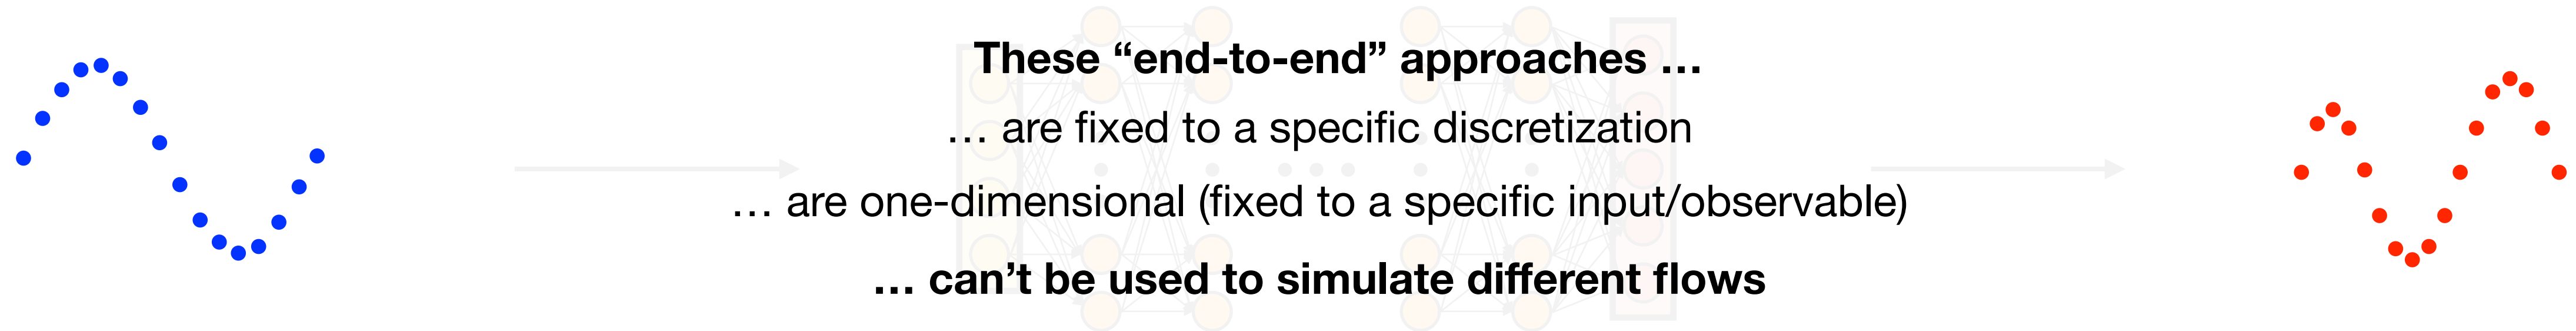 These “end-to-end” approaches …
… are fixed to a specific discretization
… are one-dimensional (fixed to a specific input/observable)
… can’t be used to simulate different flows